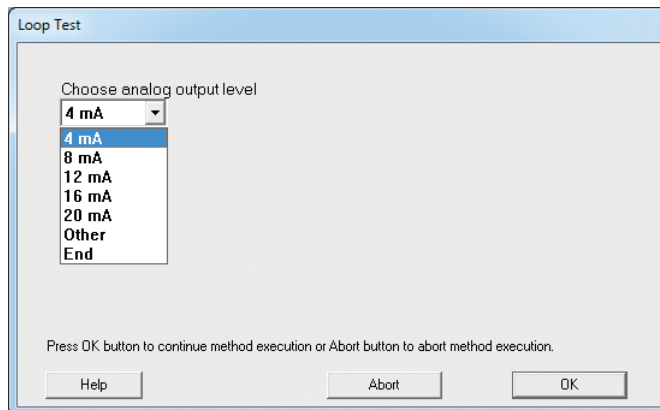 Loop Test
Choose analog output level
4 mA
4 mA
8 mA
12 mA
16 mA
20 mA
Other
End
Press OK button to continue method execution or Abort button to abort method execution.
Help Abort OK